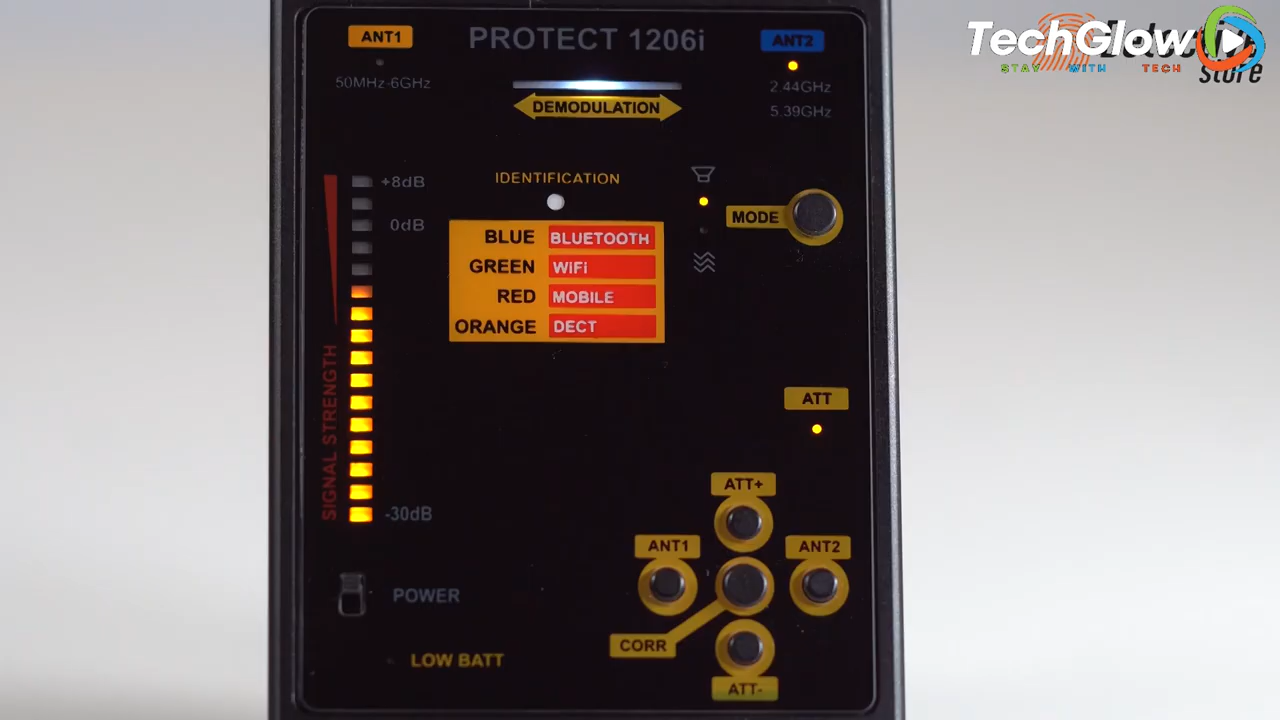 ANT1
PROTECT 1206i
ANT2
50MHz-6GHz
2.44GHz
5.39GHz
DEMODULATION
TechGlow
STAY WITH TECH
store
+8dB
0dB
-30dB
SIGNAL STRENGTH
IDENTIFICATION
BLUE BLUETOOTH
GREEN WiFi
RED MOBILE
ORANGE DECT
MODE
ATT
ATT+
ANT1
ANT2
CORR
ATT-
POWER
LOW BATT